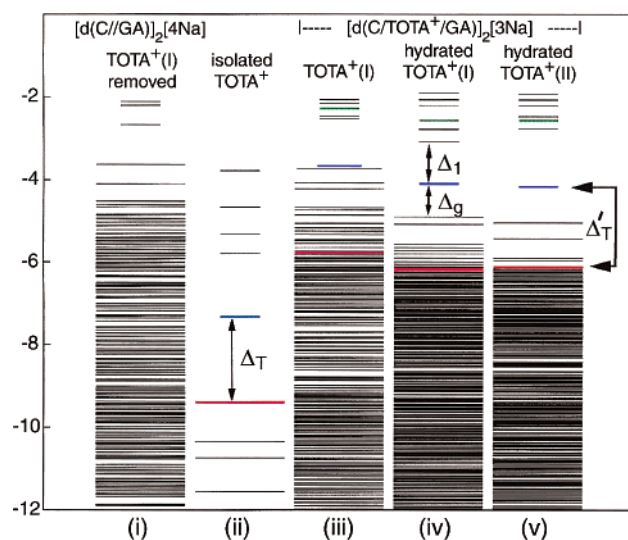 [d(C//GA)]₂[4Na]
[d(C/TOTA⁺/GA)]₂[3Na]
TOTA⁺(I)
removed
isolated
TOTA⁺
TOTA⁺(I)
hydrated
TOTA⁺(I)
hydrated
TOTA⁺(II)
-2
-4
-6
-8
-10
-12
Δ₁
Δg
Δ'T
ΔT
(i)
(ii)
(iii)
(iv)
(v)